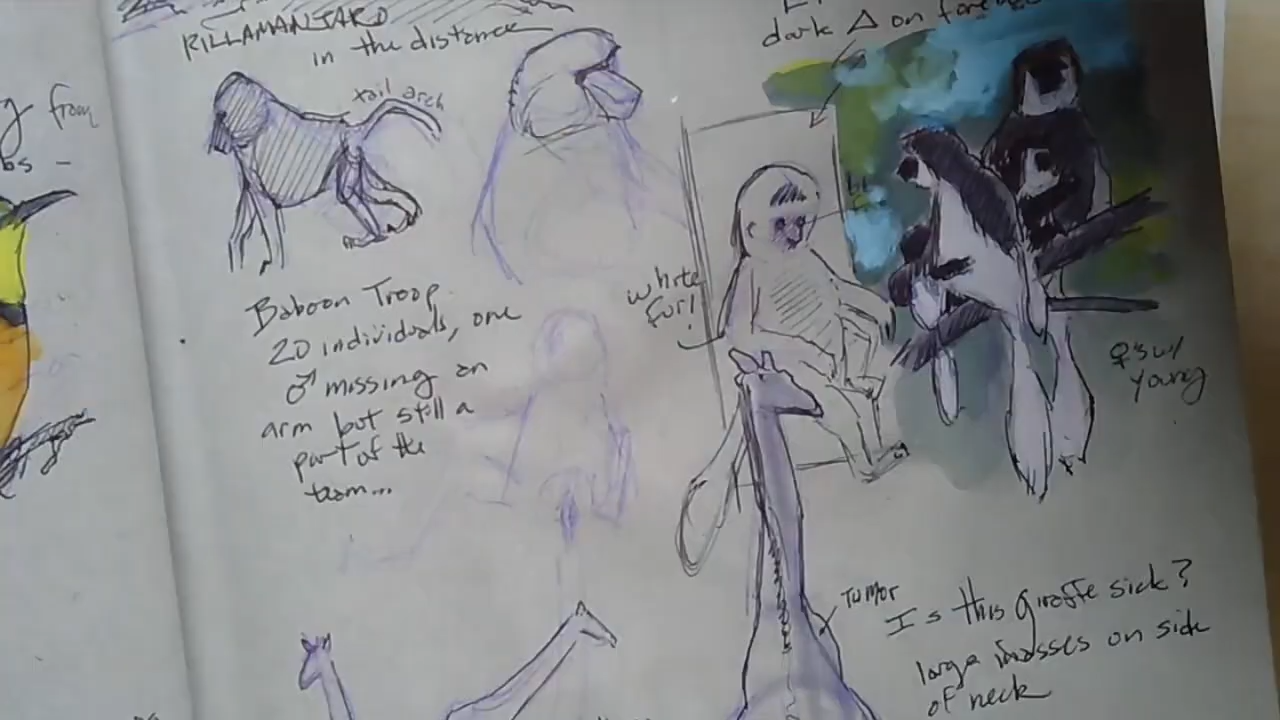 KILLAMANJARO
in the distance
dark Δ on
from
tail arch
white
fur!
Baboon Troop
20 individuals, one
♂ missing an
arm but still a
part of the
team...
♀'s w/
young
Tumor
Is this giraffe sick?
large masses on side
of neck